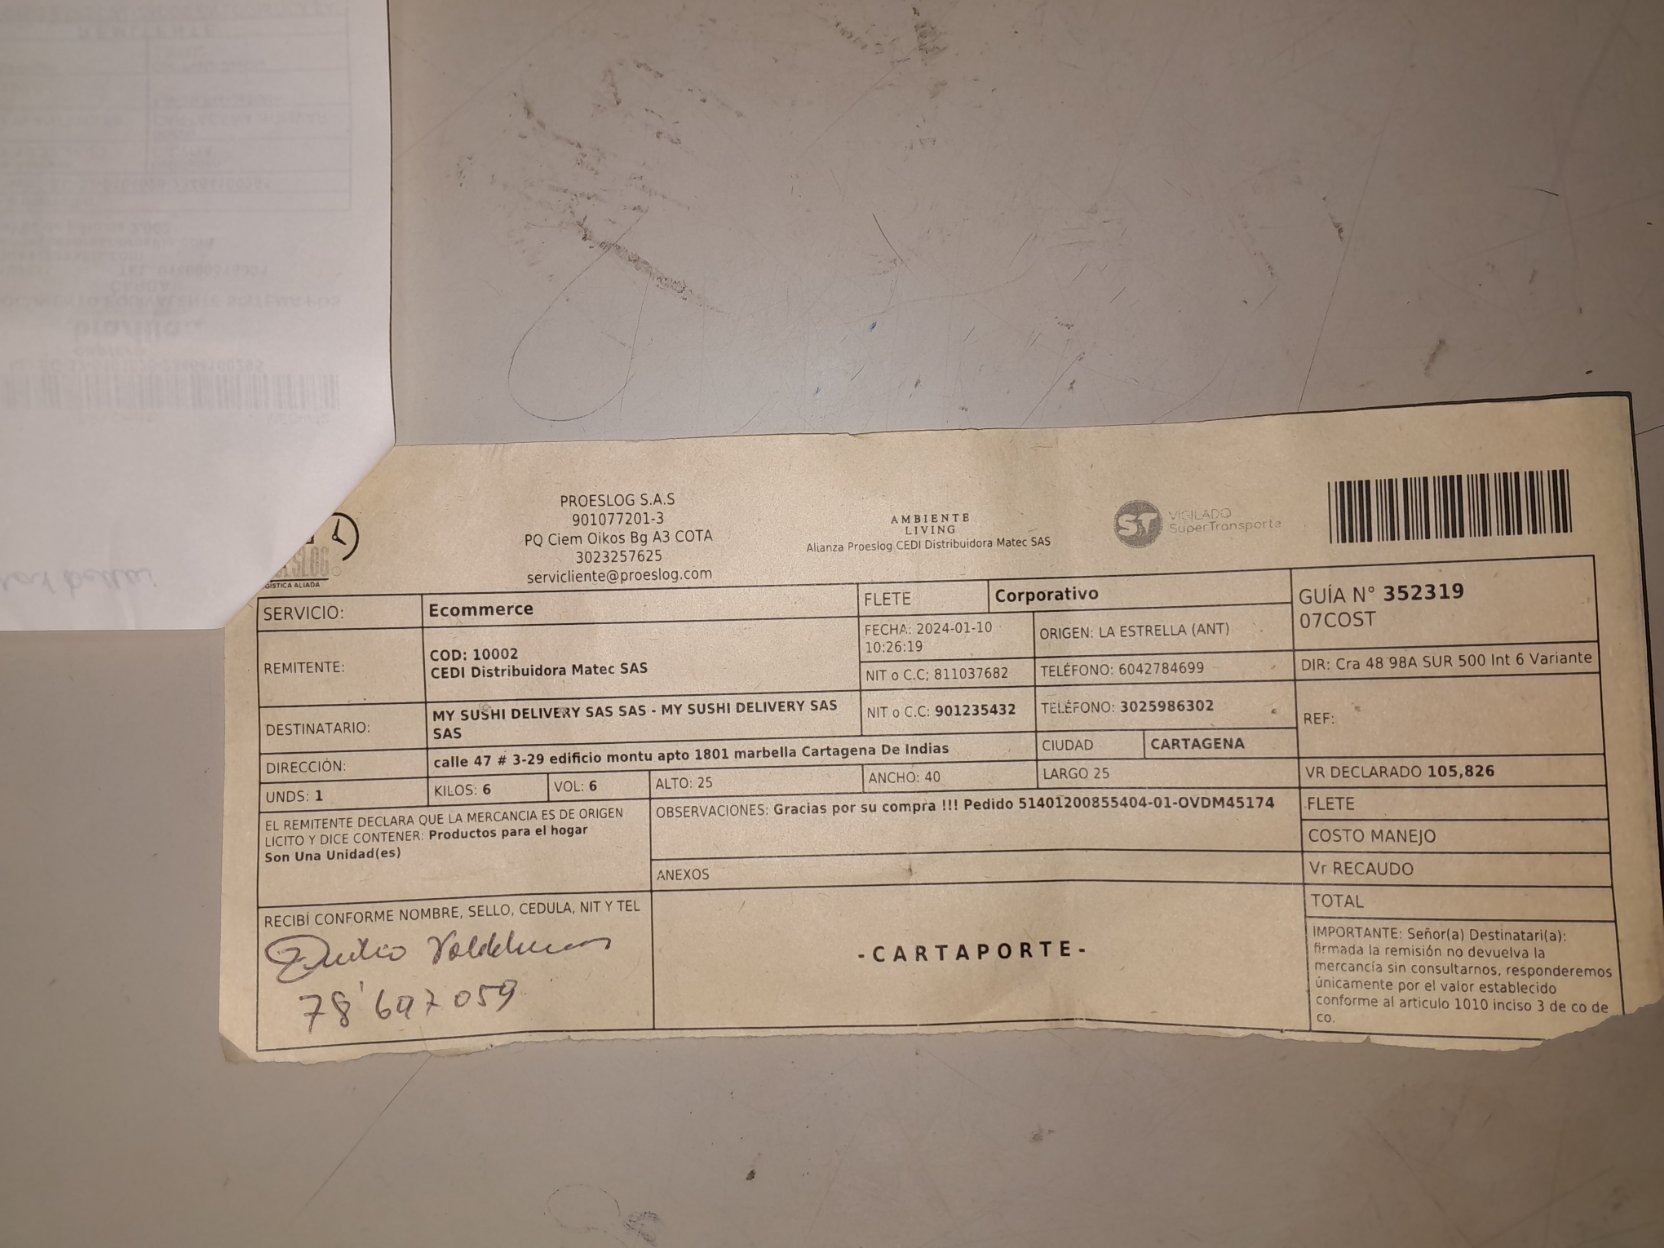 PROESLOG S.A.S
901077201-3
PQ Ciem Oikos Bg A3 COTA
3023257625
servicliente@proeslog.com
AMBIENTE
LIVING
Alianza Proeslog CEDI Distribuidora Matec SAS
ST VIGILADO
SuperTransporte
SERVICIO: Ecommerce
FLETE Corporativo
GUÍA N° 352319
07COST
REMITENTE: COD: 10002
CEDI Distribuidora Matec SAS
FECHA: 2024-01-10
10:26:19
ORIGEN: LA ESTRELLA (ANT)
NIT o C.C: 811037682
TELÉFONO: 6042784699
DIR: Cra 48 98A SUR 500 Int 6 Variante
DESTINATARIO: MY SUSHI DELIVERY SAS SAS - MY SUSHI DELIVERY SAS
SAS
NIT o C.C: 901235432
TELÉFONO: 3025986302
REF:
DIRECCIÓN: calle 47 # 3-29 edificio montu apto 1801 marbella Cartagena De Indias
CIUDAD CARTAGENA
UNDS: 1
KILOS: 6
VOL: 6
ALTO: 25
ANCHO: 40
LARGO 25
VR DECLARADO 105,826
EL REMITENTE DECLARA QUE LA MERCANCIA ES DE ORIGEN
LICITO Y DICE CONTENER: Productos para el hogar
Son Una Unidad(es)
OBSERVACIONES: Gracias por su compra !!! Pedido 51401200855404-01-OVDM45174
ANEXOS
FLETE
COSTO MANEJO
Vr RECAUDO
TOTAL
RECIBÍ CONFORME NOMBRE, SELLO, CEDULA, NIT Y TEL
78'697059
-CARTAPORTE-
IMPORTANTE: Señor(a) Destinatari(a):
firmada la remisión no devuelva la
mercancía sin consultarnos, responderemos
únicamente por el valor establecido
conforme al articulo 1010 inciso 3 de co de
co.